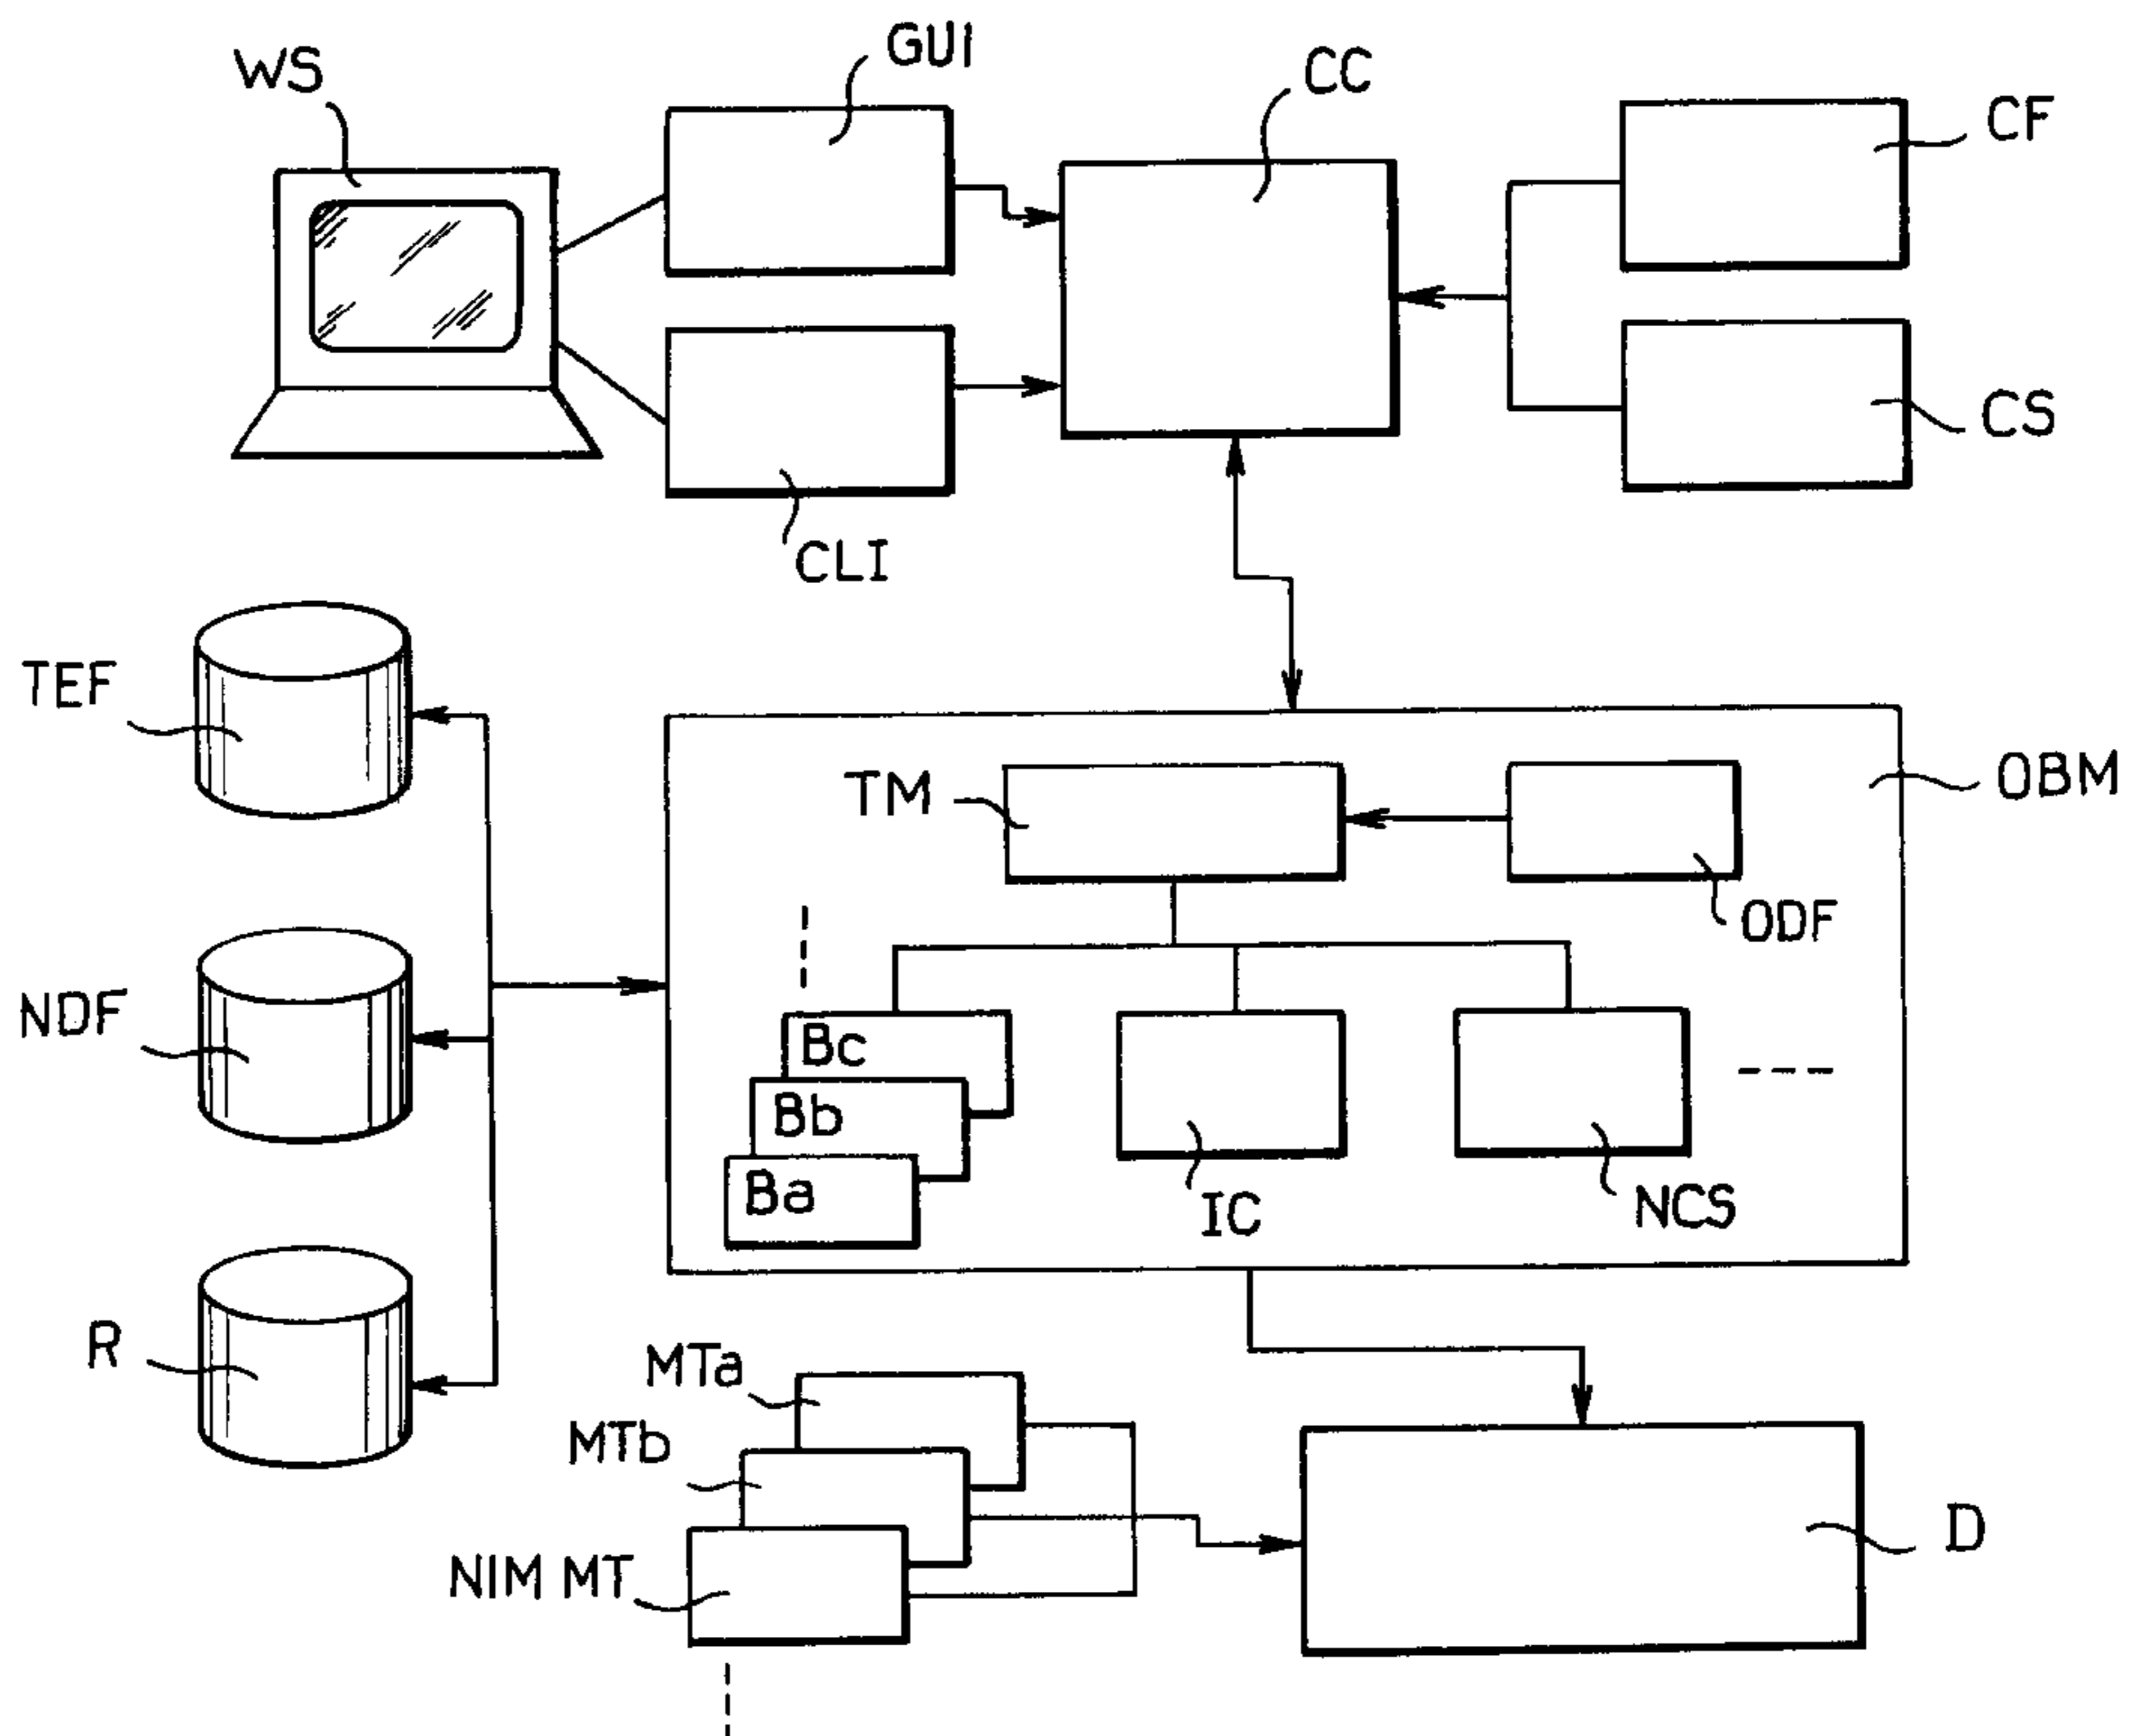 WS
GUI
CC
CF
CS
CLI
TEF
TM
OBM
ODF
NDF
Bc
Bb
Ba
IC
NCS
R
MTa
MTb
NIM MT
D